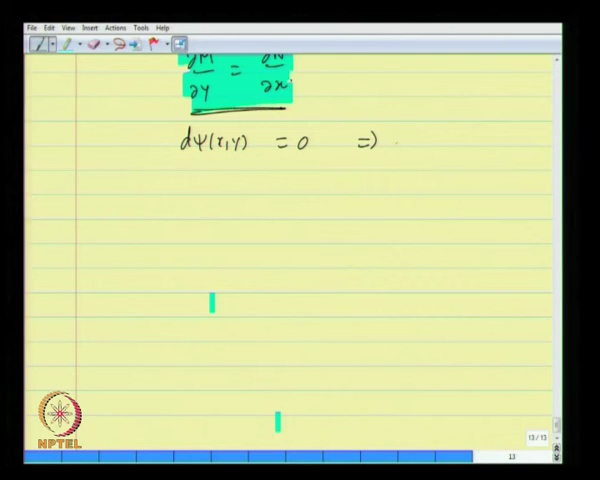 File Edit View Insert Actions Tools Help
∂M/∂y = ∂N/∂x
dψ(x,y) = 0 =>
NPTEL
13/13
13